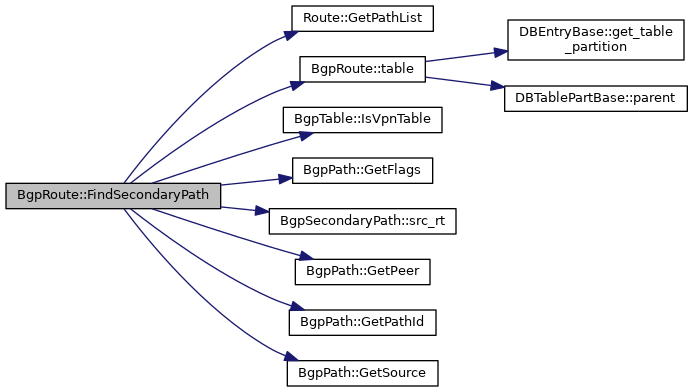 Route::GetPathList
DBEntryBase::get_table
_partition
BgpRoute::table
DBTablePartBase::parent
BgpTable::IsVpnTable
BgpPath::GetFlags
BgpRoute::FindSecondaryPath
BgpSecondaryPath::src_rt
BgpPath::GetPeer
BgpPath::GetPathId
BgpPath::GetSource